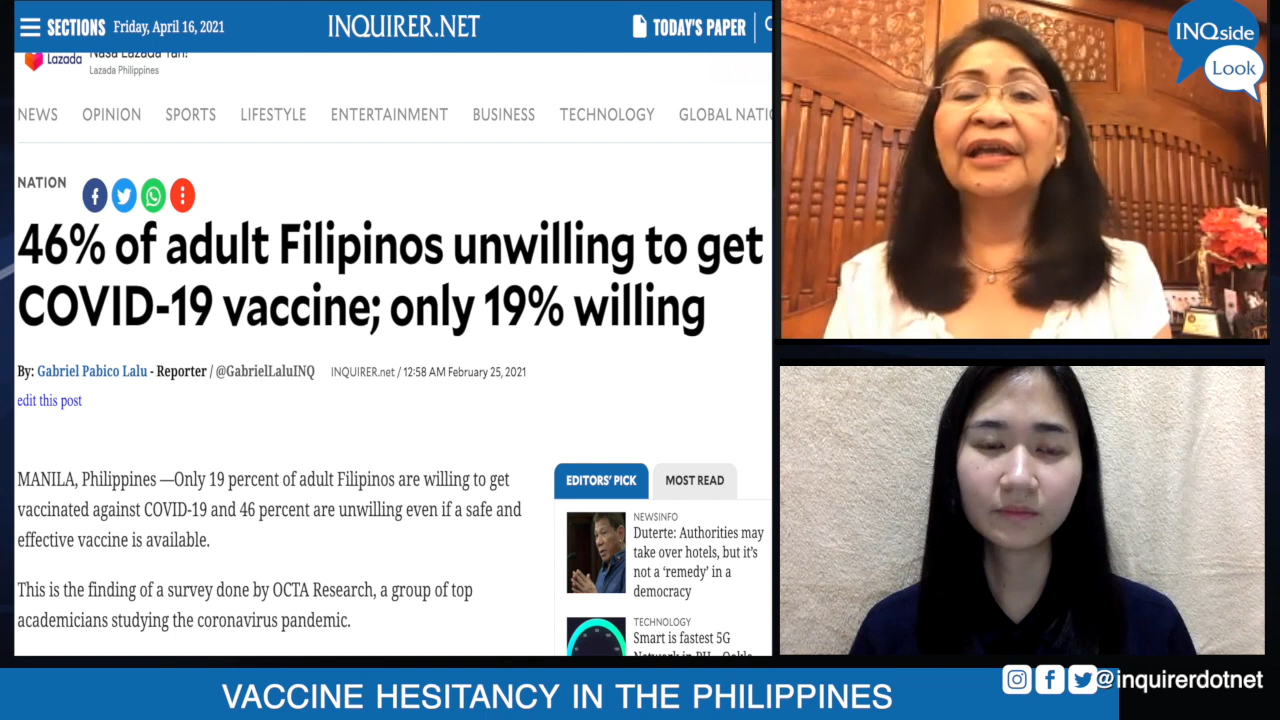 SECTIONS Friday, April 16, 2021
INQUIRER.NET
TODAY'S PAPER
Lazada
Nasa Lazada Yan!
Lazada Philippines
NEWS OPINION SPORTS LIFESTYLE ENTERTAINMENT BUSINESS TECHNOLOGY GLOBAL
NATION
46% of adult Filipinos unwilling to get
COVID-19 vaccine; only 19% willing
By: Gabriel Pabico Lalu - Reporter / @GabrielLaluINQ INQUIRER.net / 12:58 AM February 25, 2021
edit this post
MANILA, Philippines —Only 19 percent of adult Filipinos are willing to get
vaccinated against COVID-19 and 46 percent are unwilling even if a safe and
effective vaccine is available.
This is the finding of a survey done by OCTA Research, a group of top
academicians studying the coronavirus pandemic.
EDITORS' PICK MOST READ
NEWSINFO
Duterte: Authorities may
take over hotels, but it's
not a 'remedy' in a
democracy
TECHNOLOGY
Smart is fastest 5G
INQside
Look
VACCINE HESITANCY IN THE PHILIPPINES
@inquirerdotnet